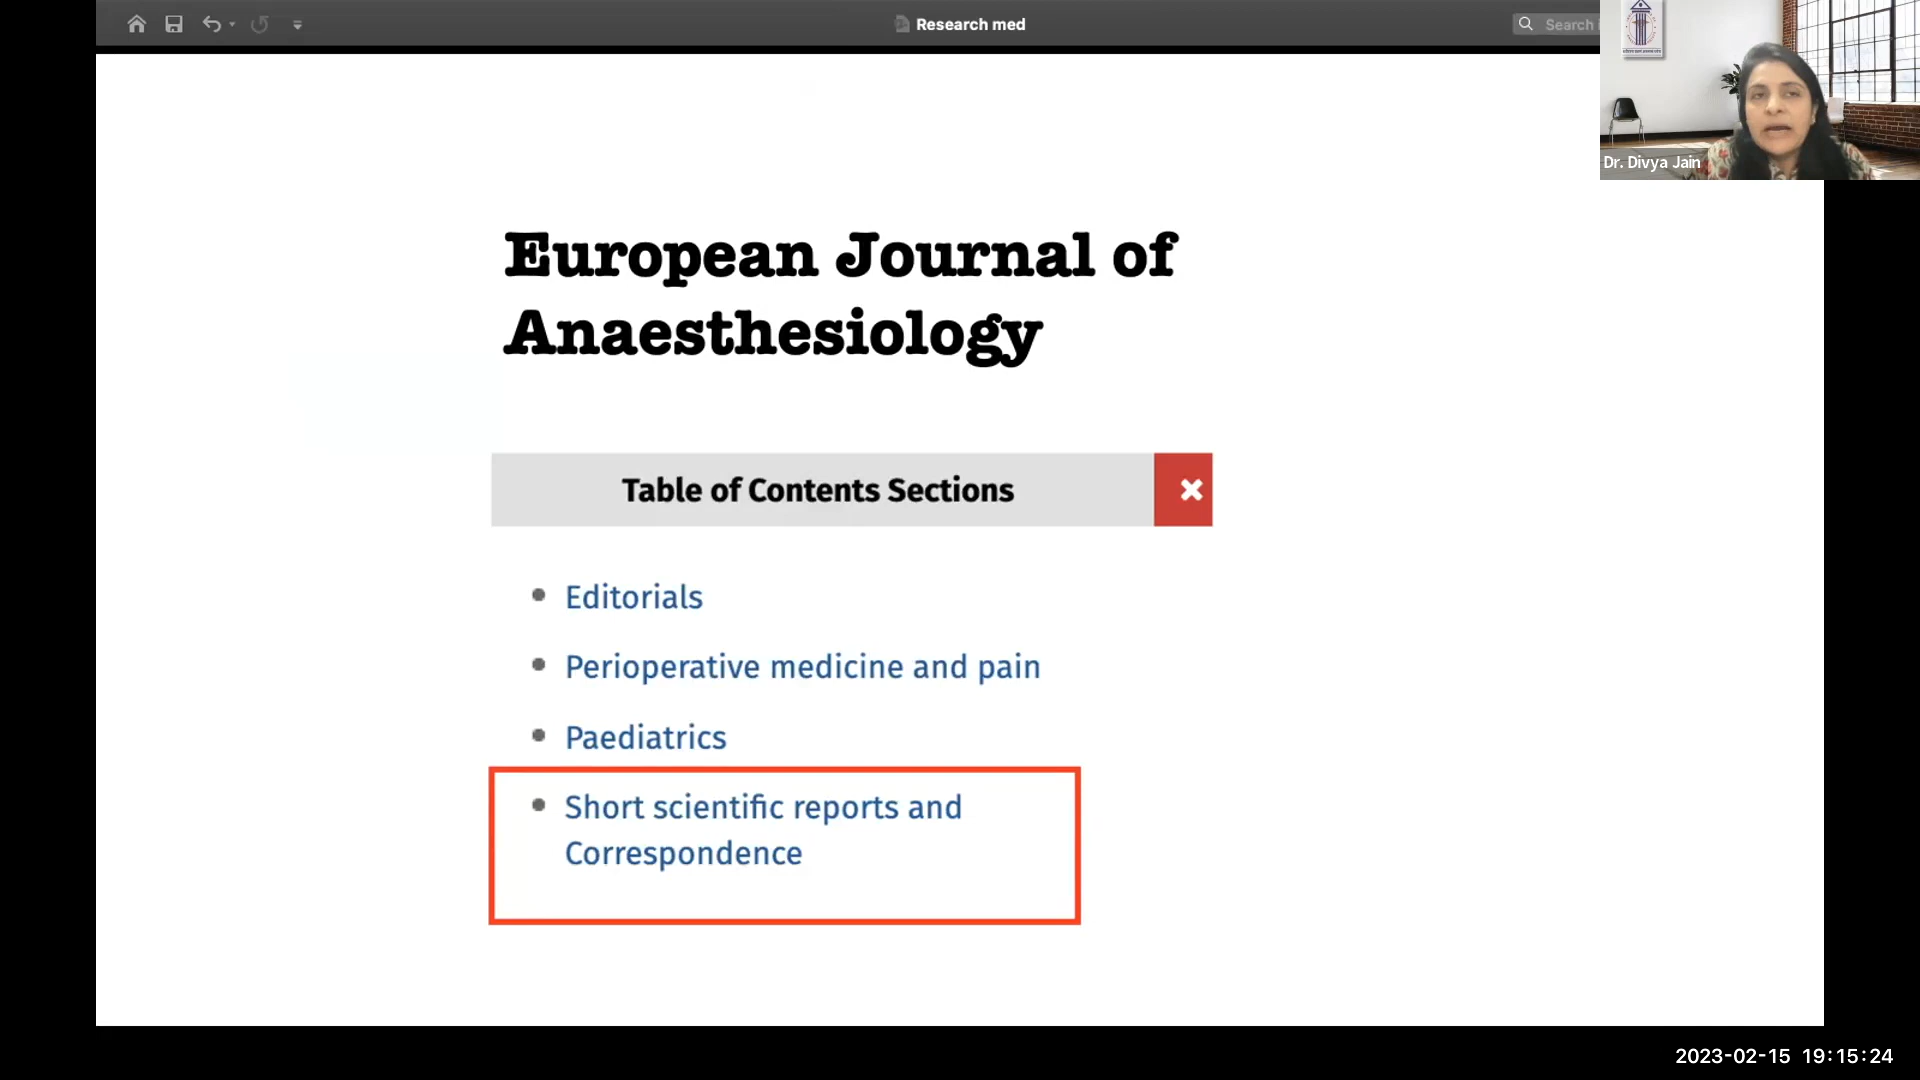 Research med
Search
Dr. Divya Jain
European Journal of
Anaesthesiology
Table of Contents Sections
Editorials
Perioperative medicine and pain
Paediatrics
Short scientific reports and
Correspondence
2023-02-15 19:15:24